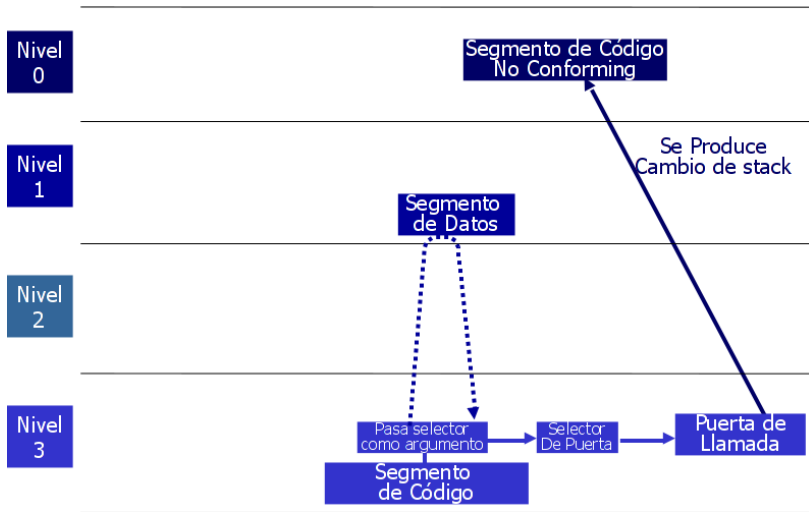 Nivel
0
Segmento de Código
No Conforming
Se Produce
Cambio de stack
Nivel
1
Segmento
de Datos
Nivel
2
Nivel
3
Pasa selector
como argumento
Selector
De Puerta
Puerta de
Llamada
Segmento
de Código